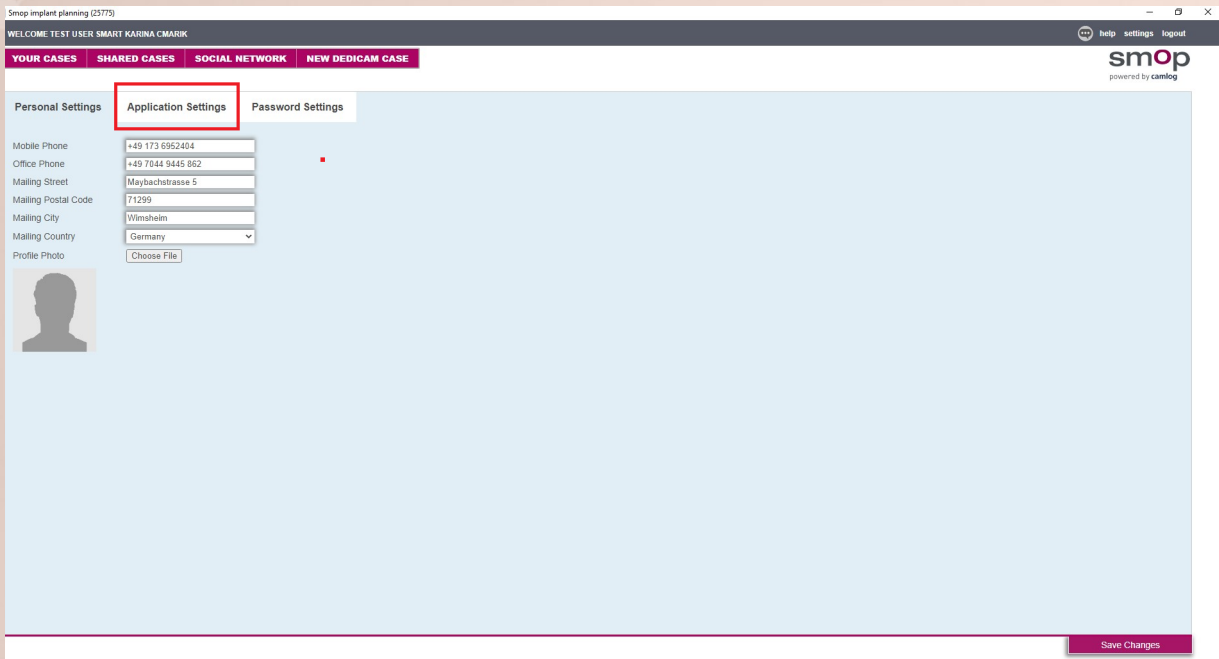 Smop implant planning (25775)
WELCOME TEST USER SMART KARINA CMARIK
help settings logout
YOUR CASES SHARED CASES SOCIAL NETWORK NEW DEDICAM CASE
smop
powered by camlog
Personal Settings Application Settings Password Settings
Mobile Phone +49 173 6952404
Office Phone +49 7044 9445 862
Mailing Street Maybachstrasse 5
Mailing Postal Code 71299
Mailing City Wimsheim
Mailing Country Germany
Profile Photo Choose File
Save Changes